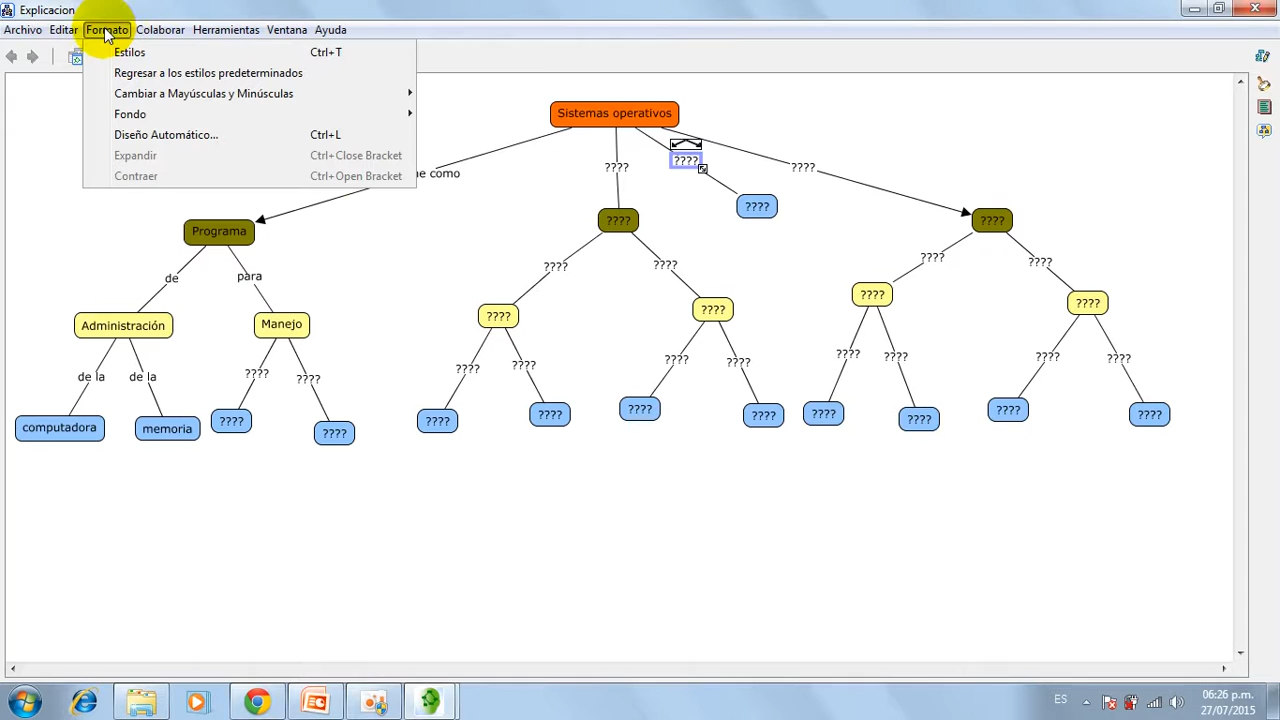 Explicacion
Archivo Editar Formato Colaborar Herramientas Ventana Ayuda
Estilos Ctrl+T
Regresar a los estilos predeterminados
Cambiar a Mayúsculas y Minúsculas
Fondo
Diseño Automático... Ctrl+L
Expandir Ctrl+Close Bracket
Contraer Ctrl+Open Bracket
Sistemas operativos
como
???? ???? ????
Programa ???? ???? ????
de para ???? ???? ???? ????
Administración Manejo ???? ???? ???? ????
de la de la ???? ???? ???? ???? ???? ???? ???? ???? ???? ????
computadora memoria ???? ???? ???? ???? ???? ???? ???? ???? ???? ????
ES
06:26 p.m.
27/07/2015